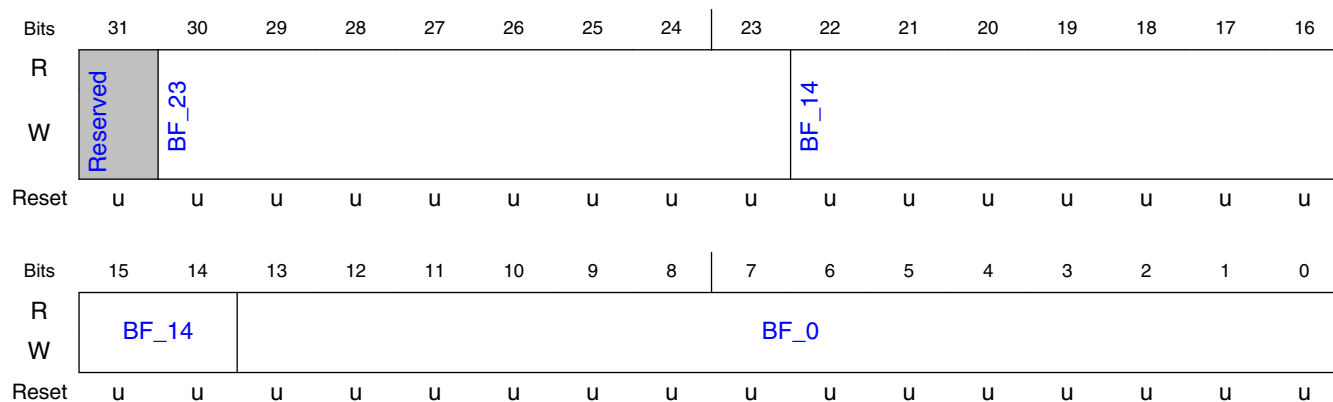 Bits 31 30 29 28 27 26 25 24 23 22 21 20 19 18 17 16
R
Reserved BF_23 BF_14
W
Reset u u u u u u u u u u u u u u u u
Bits 15 14 13 12 11 10 9 8 7 6 5 4 3 2 1 0
R
BF_14 BF_0
W
Reset u u u u u u u u u u u u u u u u